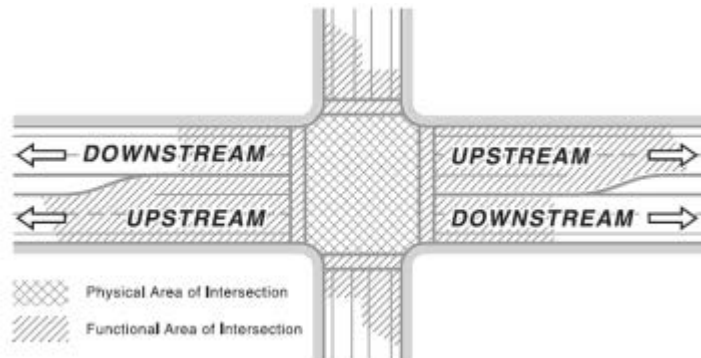 DOWNSTREAM
UPSTREAM
UPSTREAM
DOWNSTREAM
Physical Area of Intersection
Functional Area of Intersection